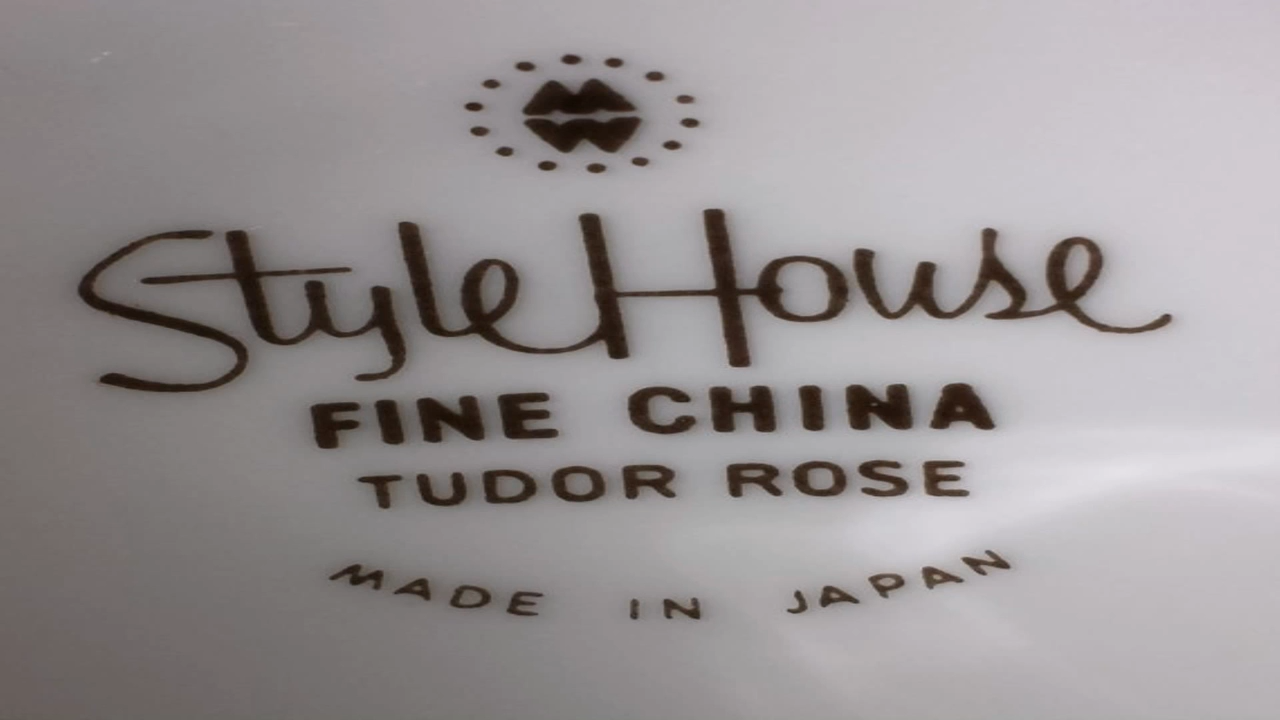 M
W
Style House
FINE CHINA
TUDOR ROSE
MADE IN JAPAN